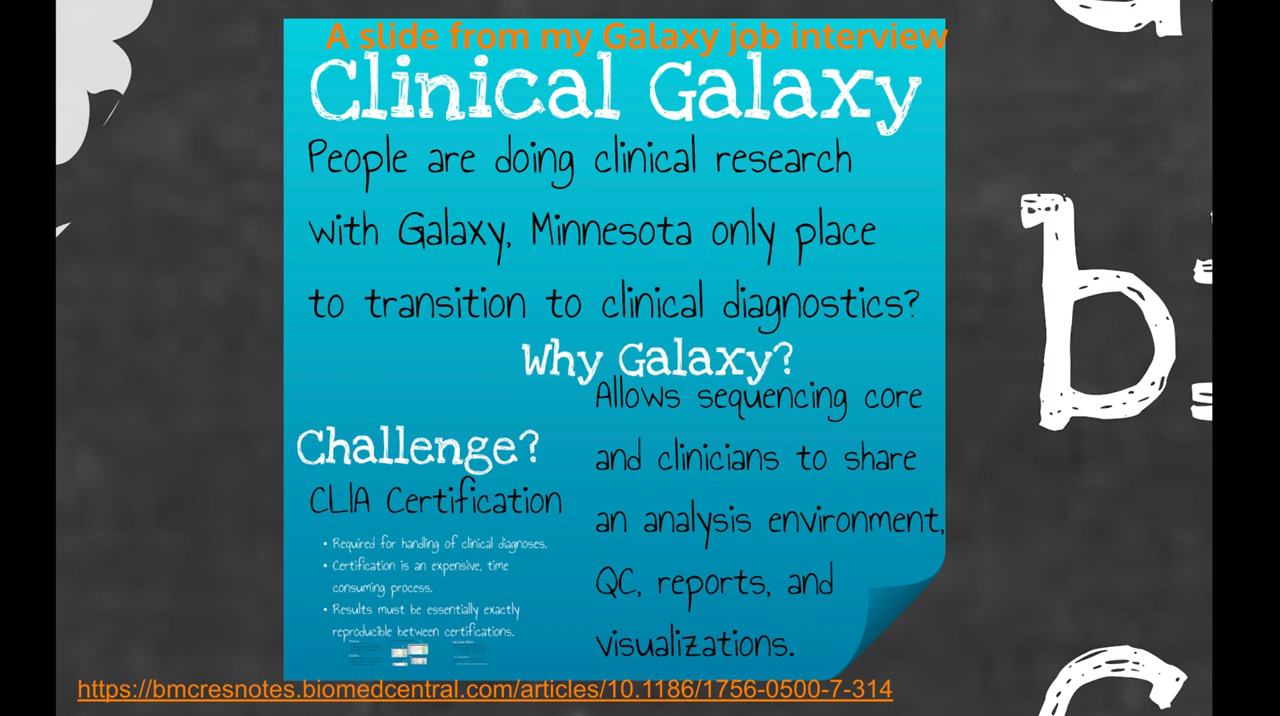 A slide from my Galaxy job interview
Clinical Galaxy
People are doing clinical research
with Galaxy, Minnesota only place
to transition to clinical diagnostics?
Why Galaxy?
Allows sequencing core
and clinicians to share
an analysis environment,
QC, reports, and
visualizations.
Challenge?
CLIA Certification
• Required for handling of clinical diagnoses.
• Certification is an expensive, time
consuming process.
• Results must be essentially exactly
reproducible between certifications.
https://bmcresnotes.biomedcentral.com/articles/10.1186/1756-0500-7-314
b